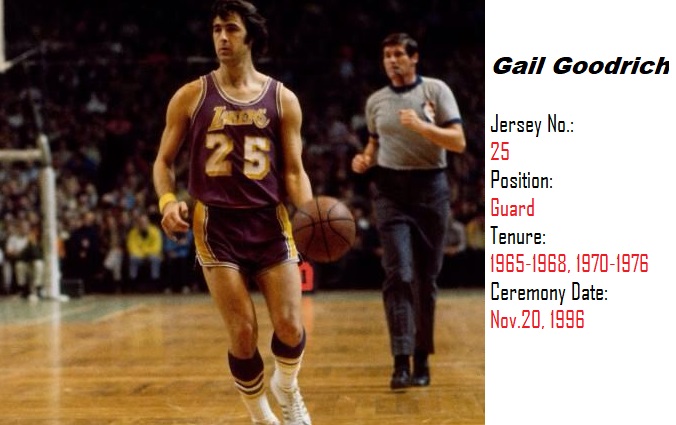 Lakers
25
Gail Goodrich
Jersey No.:
25
Position:
Guard
Tenure:
1965-1968, 1970-1976
Ceremony Date:
Nov.20, 1996